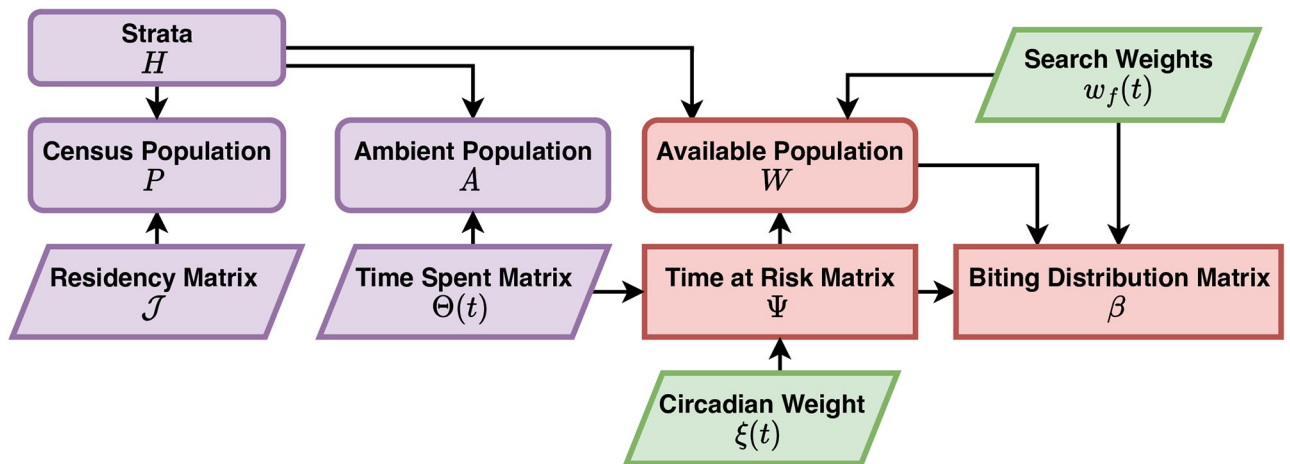 Strata
H
Search Weights
w_f(t)
Census Population
P
Ambient Population
A
Available Population
W
Residency Matrix
𝒥
Time Spent Matrix
Θ(t)
Time at Risk Matrix
Ψ
Biting Distribution Matrix
β
Circadian Weight
ξ(t)